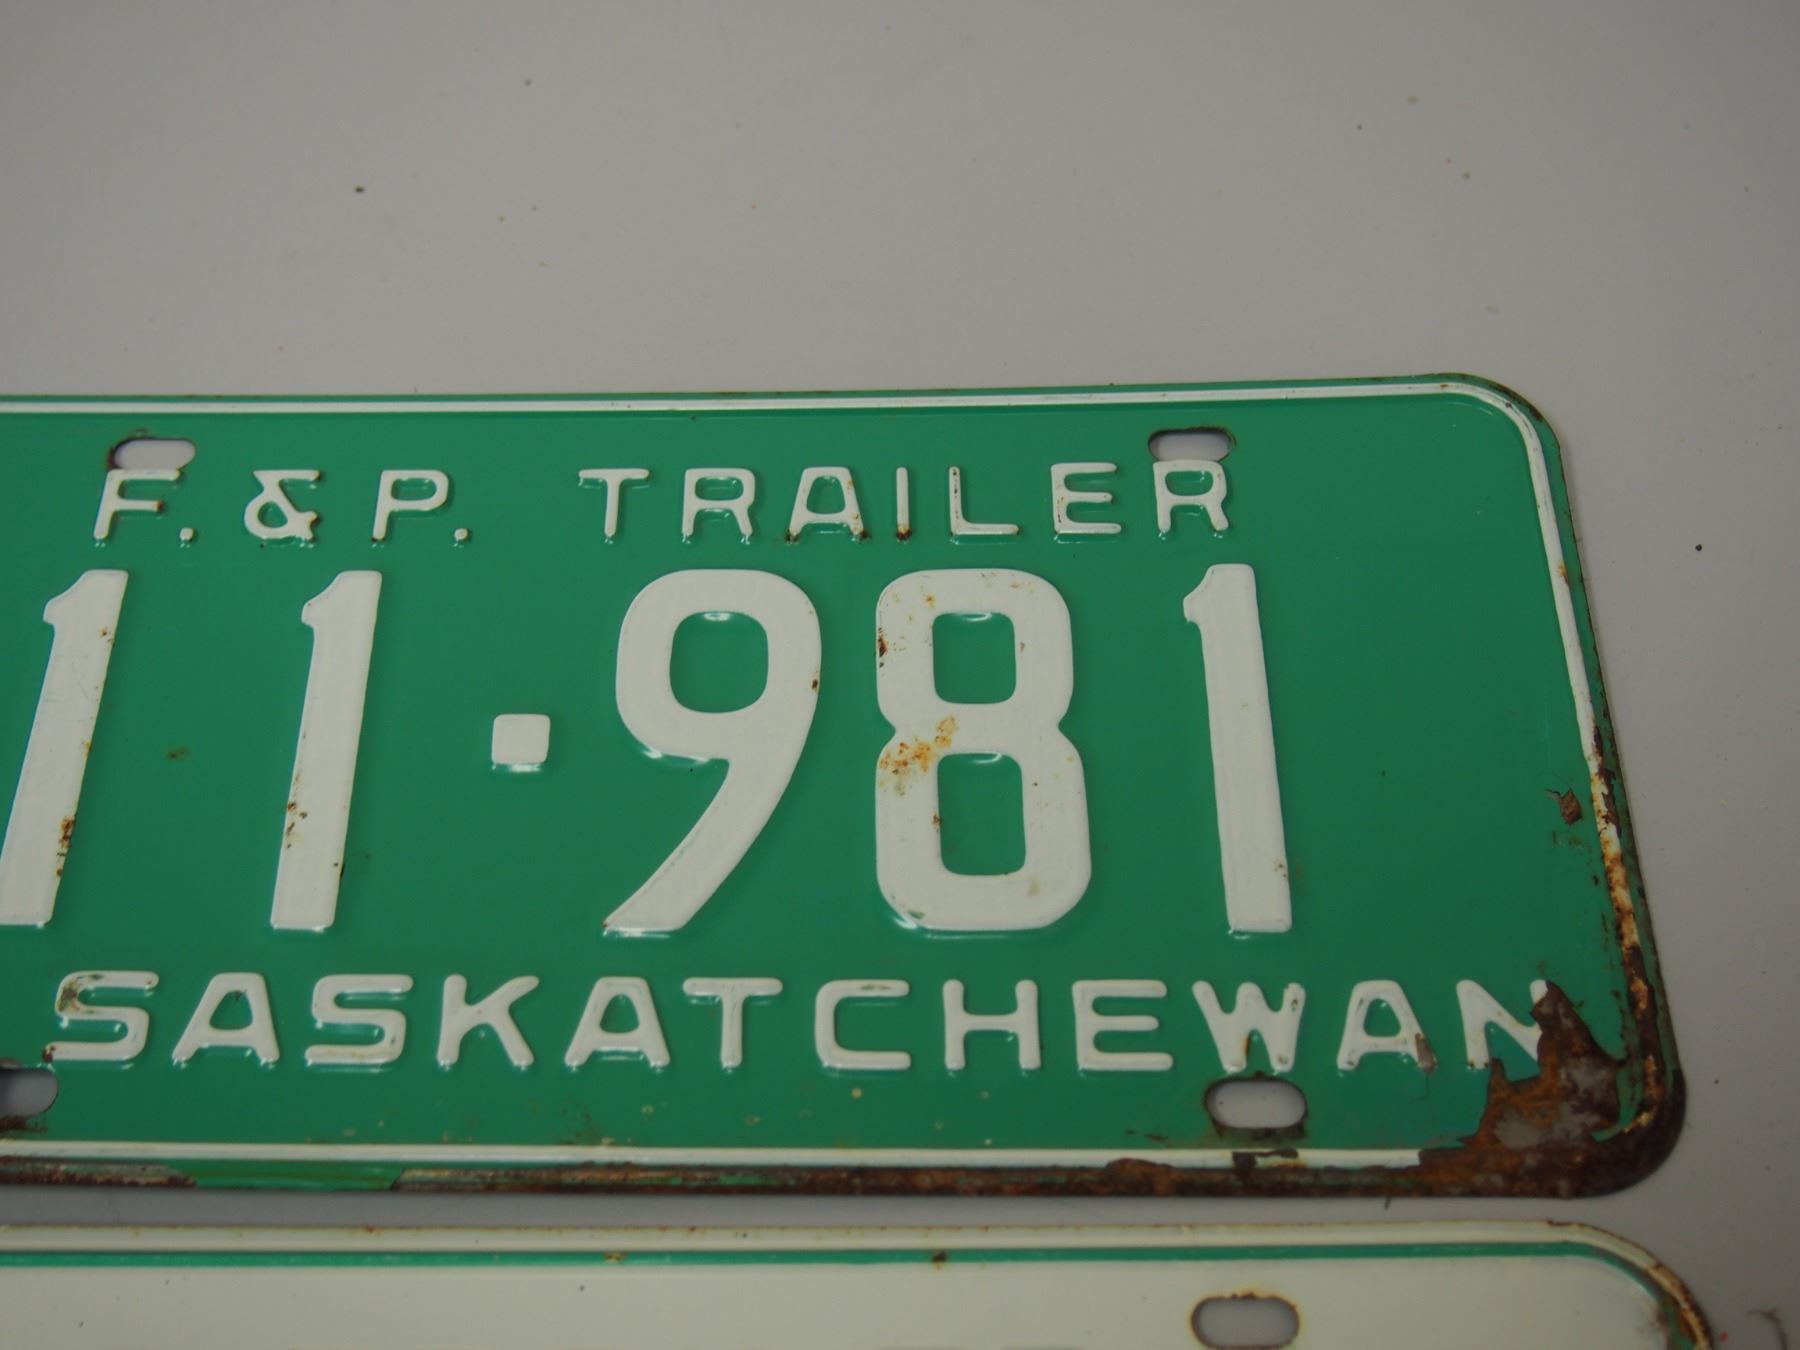 F. & P. TRAILER
11·981
SASKATCHEWAN